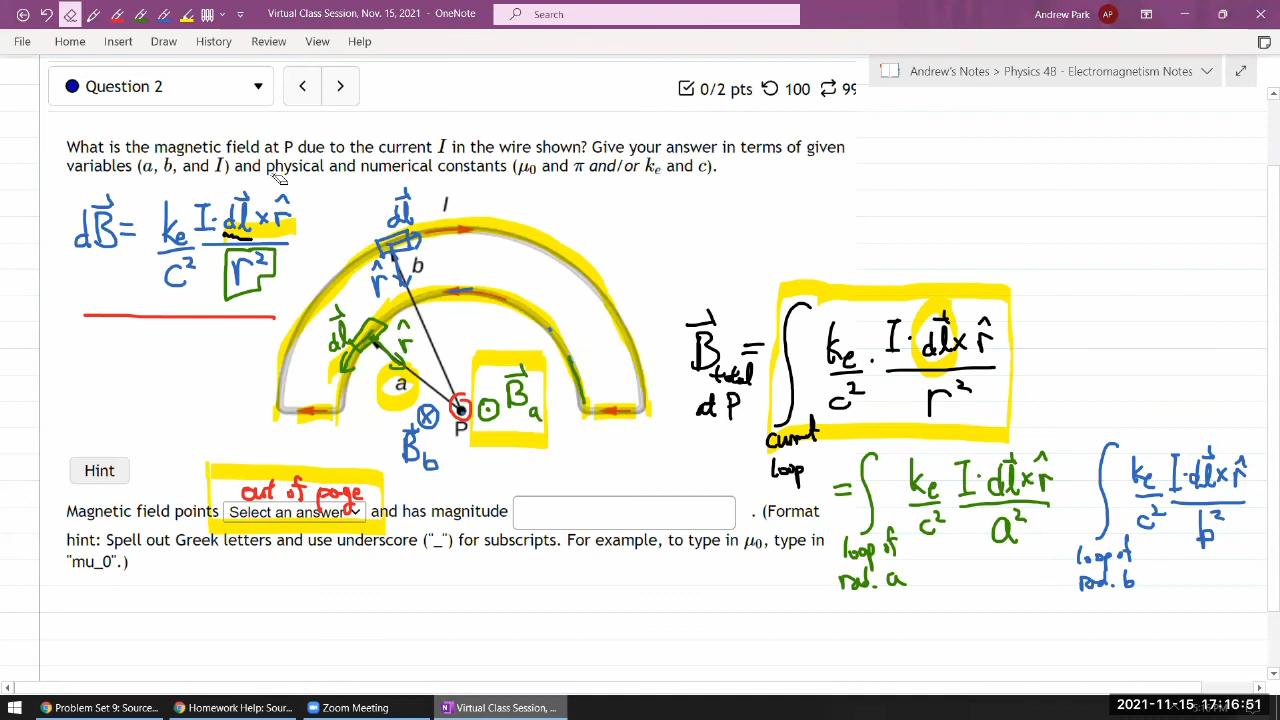 Virtual Class Session, Nov. 15, 2021 - OneNote
Search
Andrew Park
AP
File Home Insert Draw History Review View Help
Question 2
0/2 pts 100 99
Andrew's Notes > Physics 4B - Electromagnetism Notes
What is the magnetic field at P due to the current I in the wire shown? Give your answer in terms of given
variables (a, b, and I) and physical and numerical constants (μ₀ and π and/or kₑ and c).
dB⃗ = kₑ/c² I·dl⃗×r̂/r²
dl⃗
I
r̂
b
dl⃗
r̂
a
P
B⃗_a
B⃗_b
B⃗_total at P = ∫ kₑ/c² · I·dl⃗×r̂/r²
current loop
= ∫ kₑ/c² I·dl⃗×r̂/a²
loop of rad. a
∫ kₑ/c² I·dl⃗×r̂/b²
loop of rad. b
Hint
out of page
Magnetic field points Select an answer and has magnitude . (Format
hint: Spell out Greek letters and use underscore ("_") for subscripts. For example, to type in μ₀, type in
"mu_0".)
Problem Set 9: Source...
Homework Help: Sour...
Zoom Meeting
Virtual Class Session, ...
2021-11-15 17:16:51